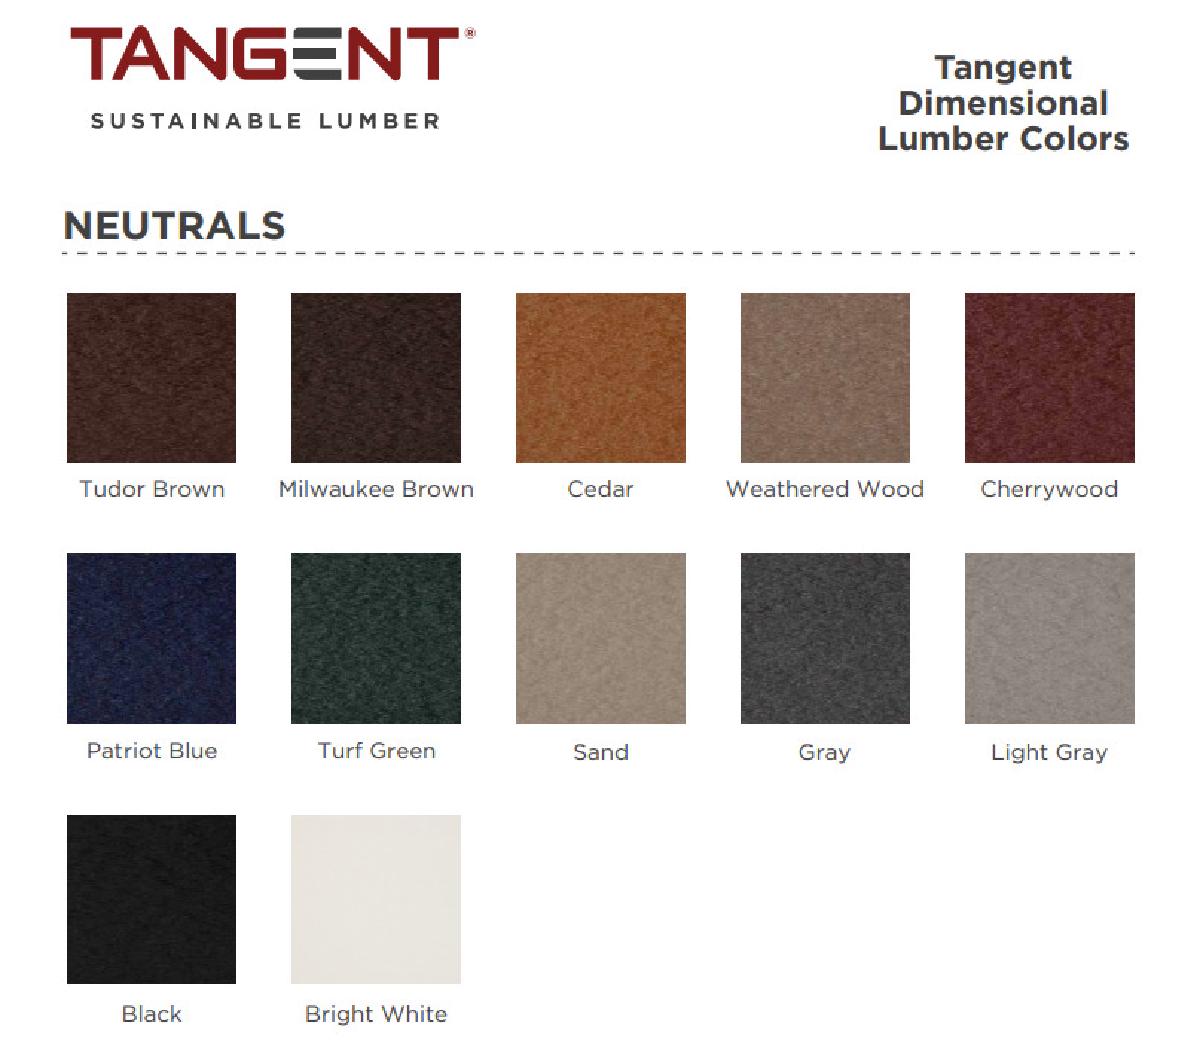 TANGENT®
SUSTAINABLE LUMBER
Tangent
Dimensional
Lumber Colors
NEUTRALS
Tudor Brown
Milwaukee Brown
Cedar
Weathered Wood
Cherrywood
Patriot Blue
Turf Green
Sand
Gray
Light Gray
Black
Bright White